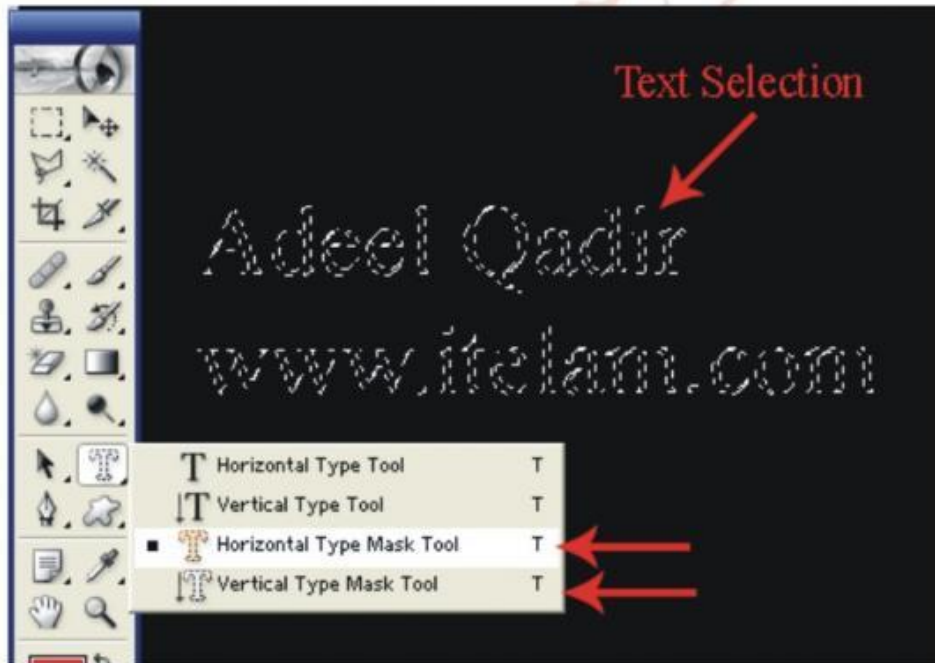 Text Selection
Adeel Qadir
www.itelam.com
Horizontal Type Tool T
Vertical Type Tool T
Horizontal Type Mask Tool T
Vertical Type Mask Tool T